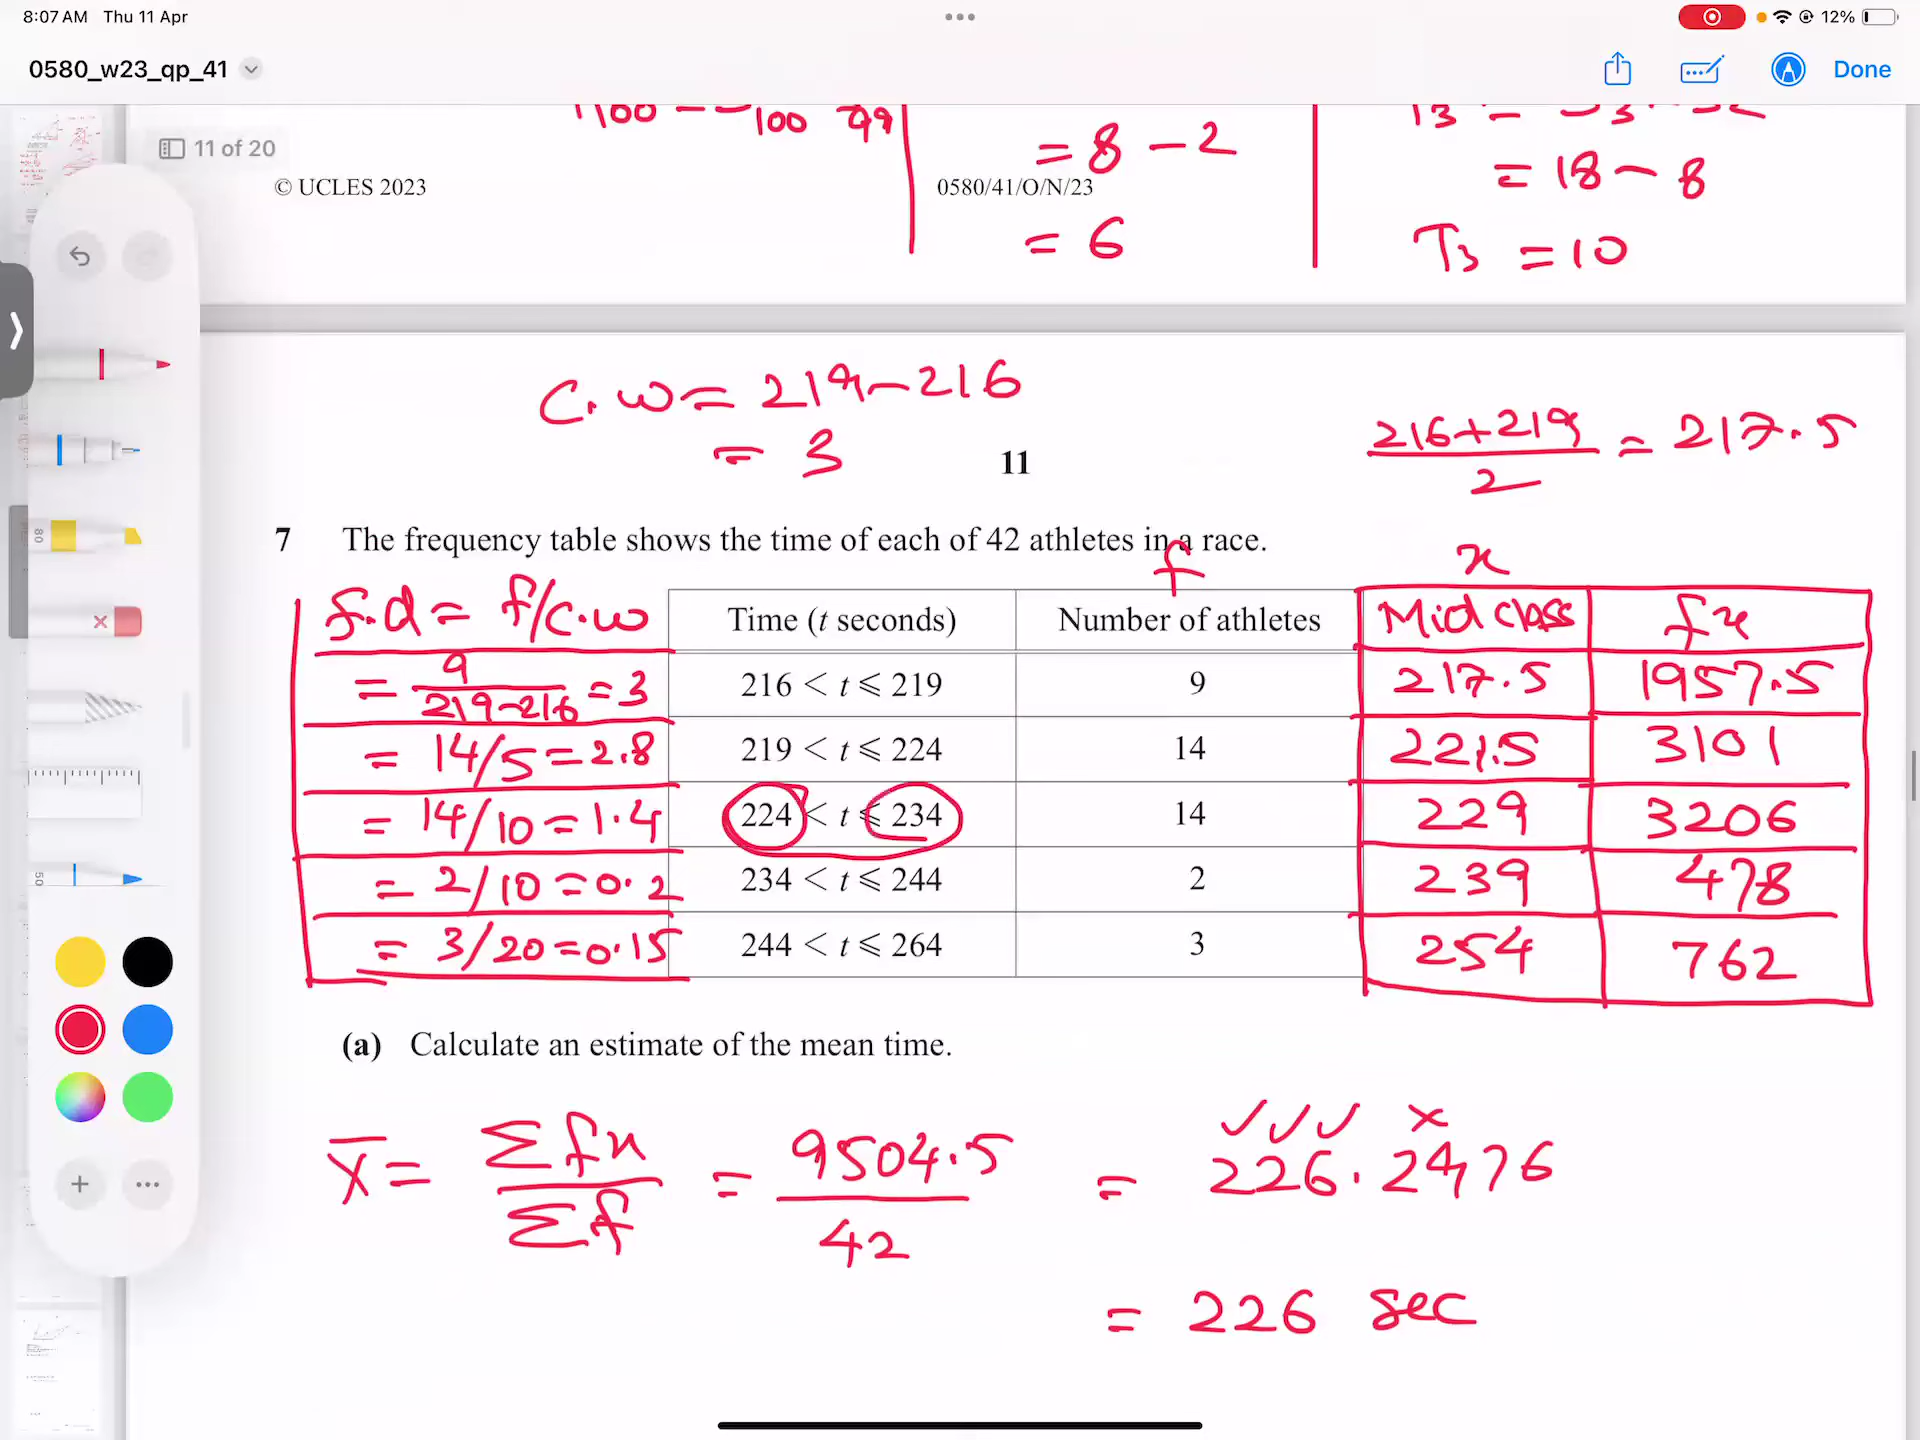 8:07 AM Thu 11 Apr
12%
0580_w23_qp_41
Done
11 of 20
= 8 - 2
= 18 - 8
© UCLES 2023
0580/41/O/N/23
= 6
T3 = 10
C.w = 219 - 216
= 3
11
216+219 / 2 = 217.5
7 The frequency table shows the time of each of 42 athletes in a race.
f x
f.d = f/c.w Time (t seconds) Number of athletes Mid class fx
= 9/219-216 = 3 216 < t ⩽ 219 9 217.5 1957.5
= 14/5 = 2.8 219 < t ⩽ 224 14 221.5 3101
= 14/10 = 1.4 224 < t ⩽ 234 14 229 3206
= 2/10 = 0.2 234 < t ⩽ 244 2 239 478
= 3/20 = 0.15 244 < t ⩽ 264 3 254 762
(a) Calculate an estimate of the mean time.
x̄ = Σfx / Σf = 9504.5 / 42 = 226.2476
= 226 sec
80
50